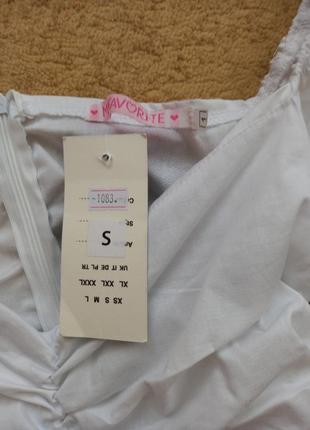 FAVORITE
-1083.
S
XS S M L
XL XXL XXXL
UK IT DE PL TR